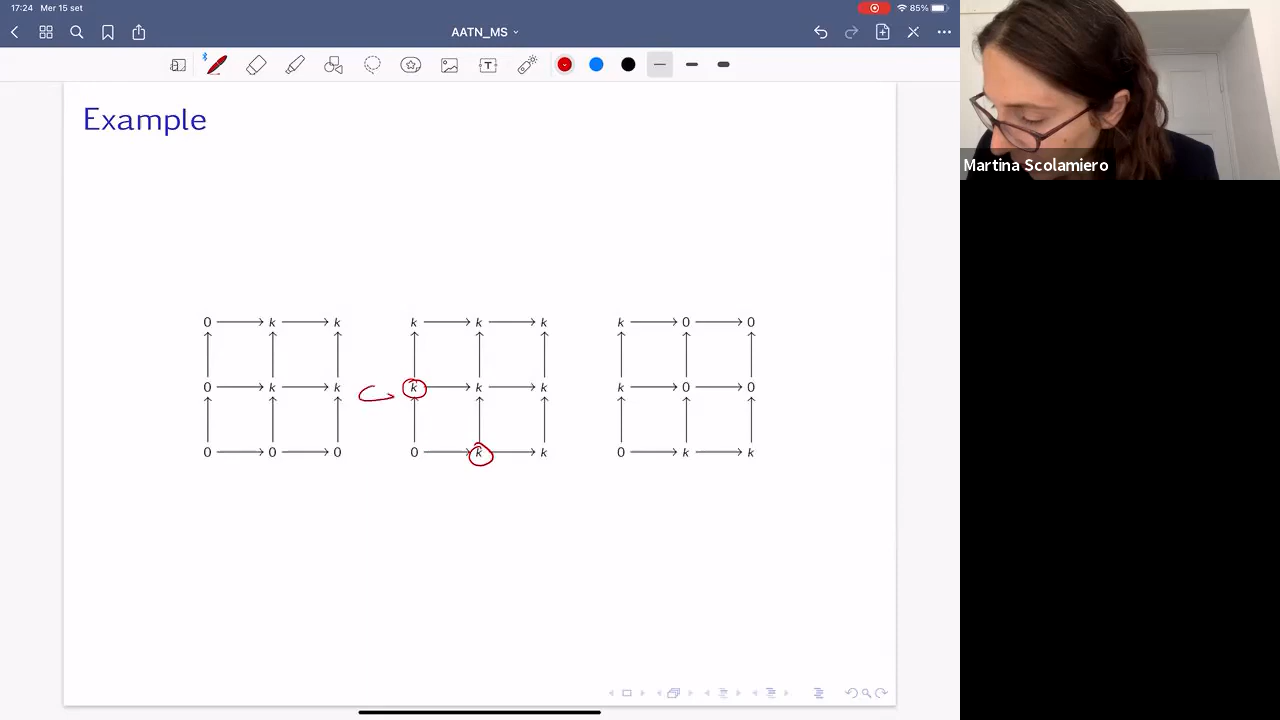 17:24 Mer 15 set 85%
AATN_MS
T
Example
0 k k k k k k 0 0
0 k k k k k k 0 0
0 0 0 0 k k 0 k k
Martina Scolamiero